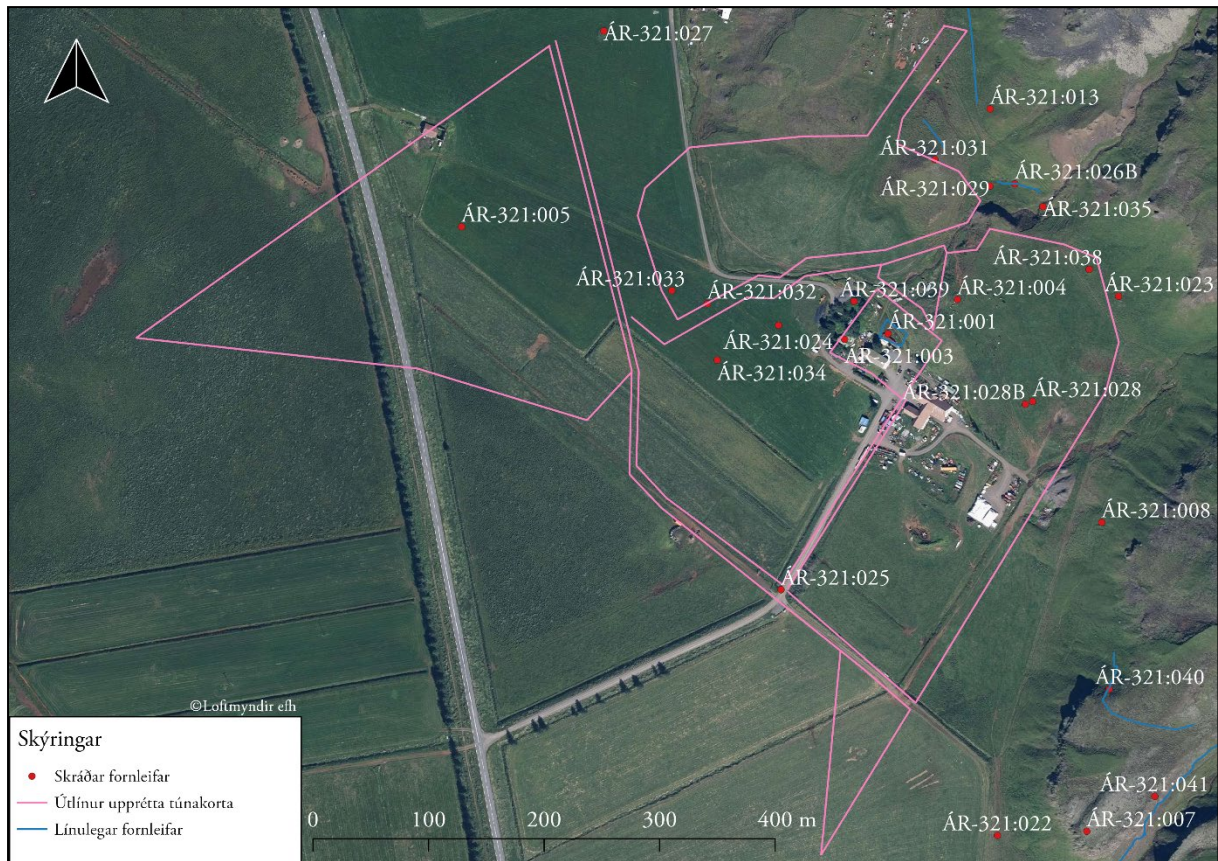 ÁR-321:027
ÁR-321:013
ÁR-321:031
ÁR-321:026B
ÁR-321:029
ÁR-321:035
ÁR-321:005
ÁR-321:038
ÁR-321:033
ÁR-321:023
ÁR-321:032
ÁR-321:039
ÁR-321:004
ÁR-321:001
ÁR-321:024
ÁR-321:003
ÁR-321:034
ÁR-321:028B
ÁR-321:028
ÁR-321:008
ÁR-321:025
ÁR-321:040
©Loftmyndir efh
Skýringar
Skráðar fornleifar
Útlínur upprétta túnakorta
Línulegar fornleifar
0 100 200 300 400 m
ÁR-321:041
ÁR-321:022
ÁR-321:007